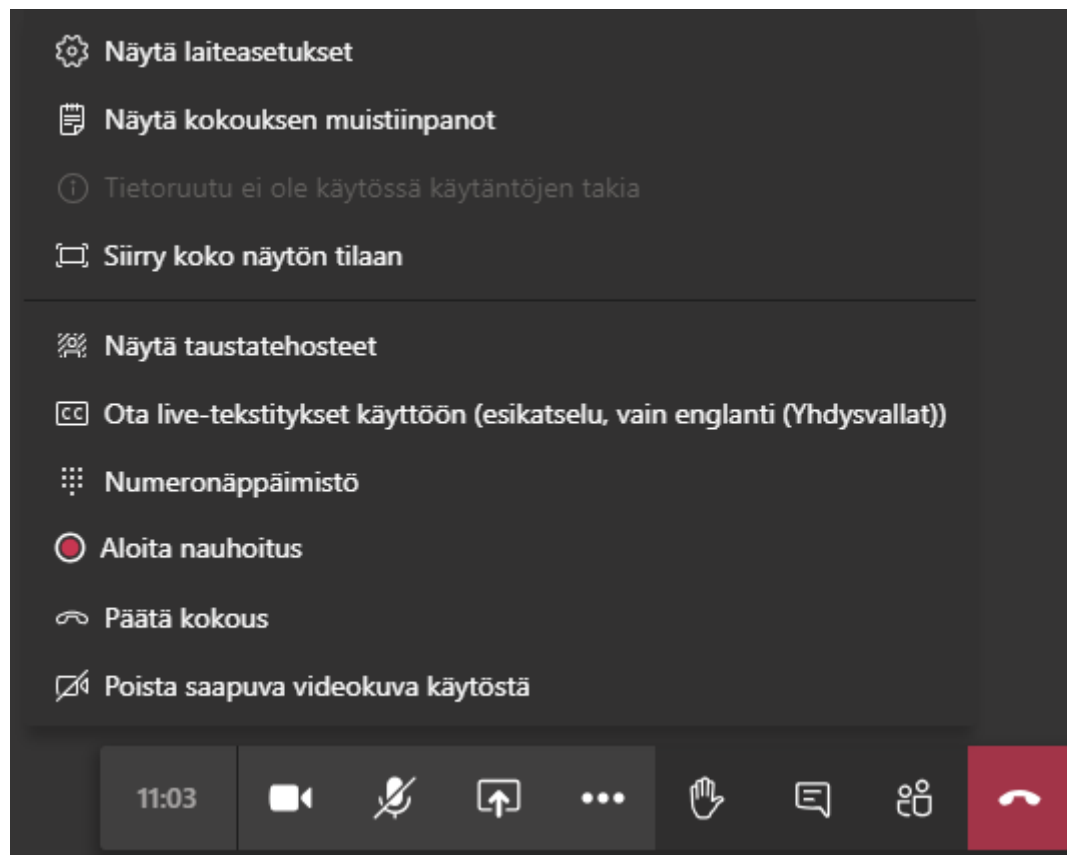 Näytä laiteasetukset
Näytä kokouksen muistiinpanot
Tietoruutu ei ole käytössä käytäntöjen takia
Siirry koko näytön tilaan
Näytä taustatehosteet
CC Ota live-tekstitykset käyttöön (esikatselu, vain englanti (Yhdysvallat))
Numeronäppäimistö
Aloita nauhoitus
Päätä kokous
Poista saapuva videokuva käytöstä
11:03